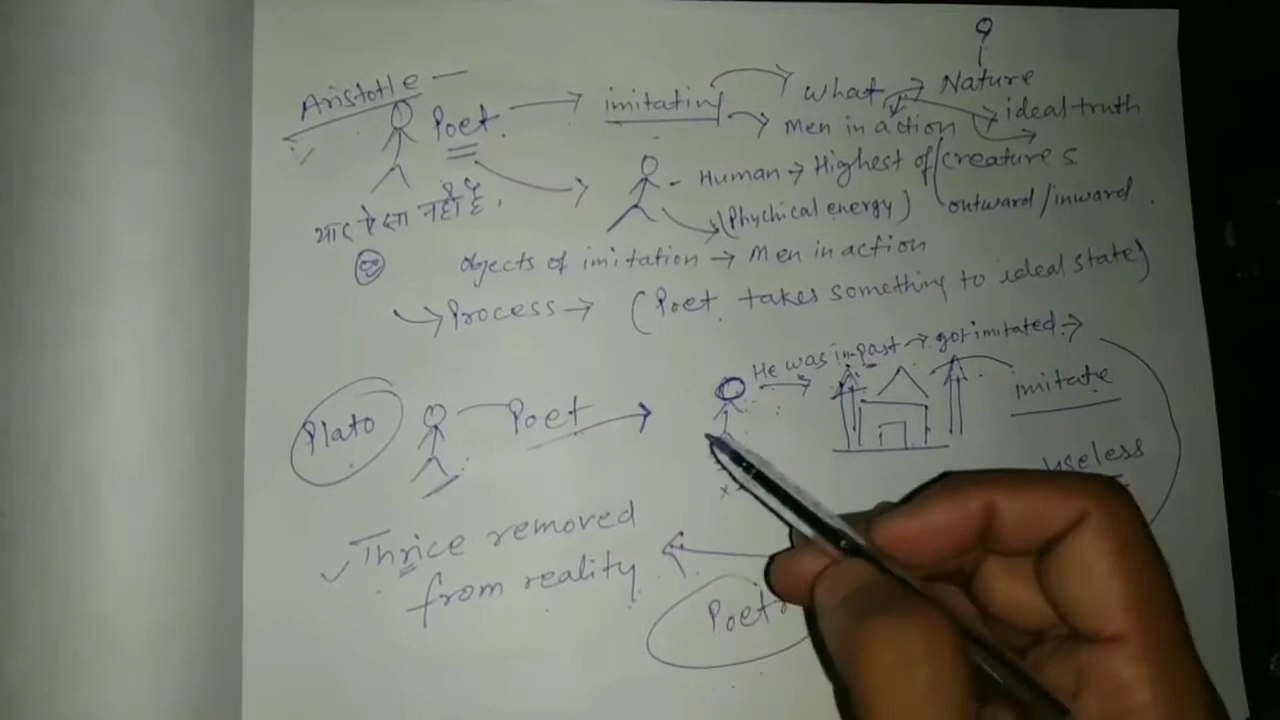 Aristotle —
Poet. → imitating → what → Nature
→ ideal truth
→ Men in action
Human → Highest of creatures
(Phychical energy) outward/inward.
यार ऐसा नहीं है,
Objects of imitation → Men in action
Process → (Poet takes something to ideal state)
He was in past → got imitated →
Plato Poet → imitate
useless
Thrice removed
from reality
Poet